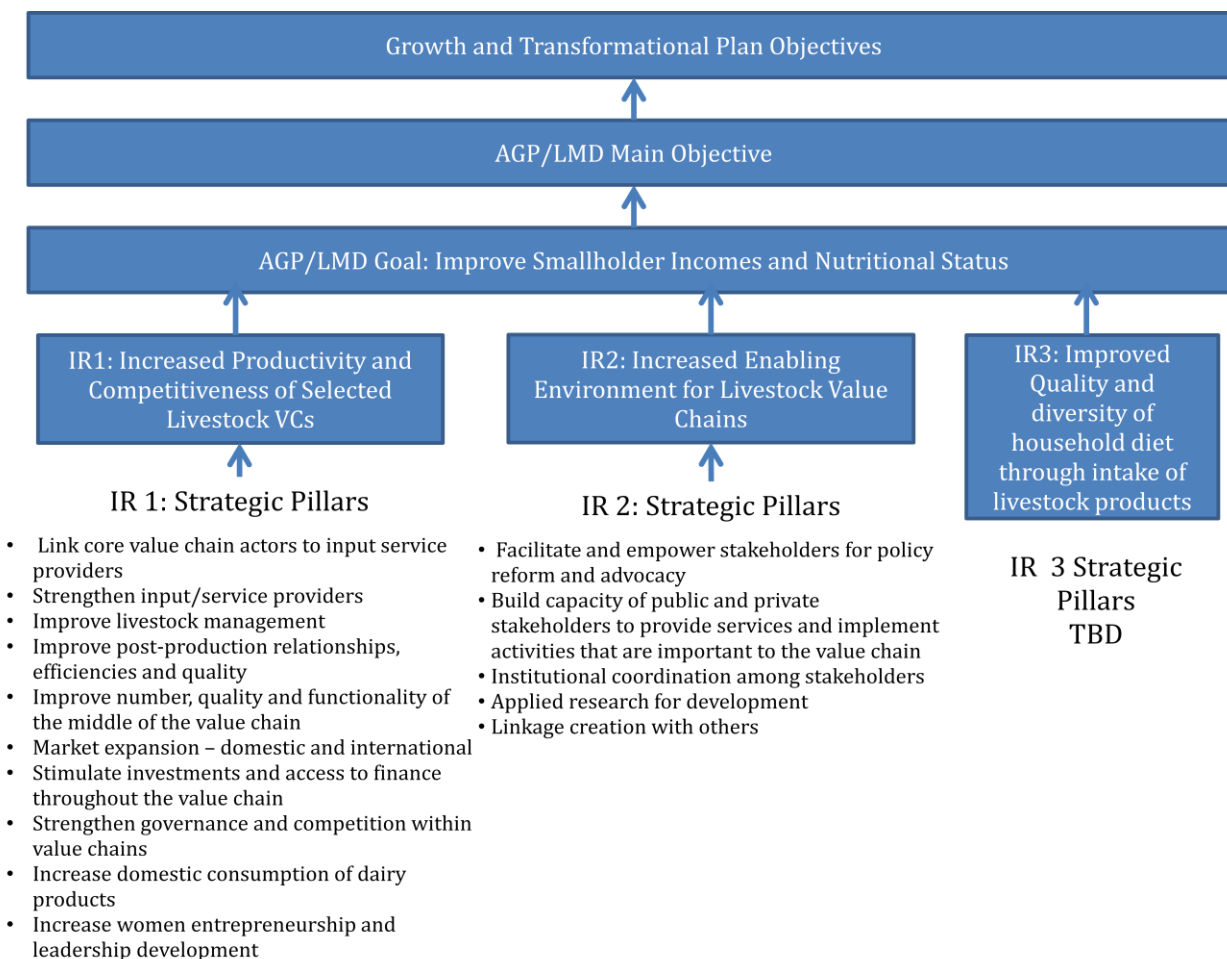 Growth and Transformational Plan Objectives
AGP/LMD Main Objective
AGP/LMD Goal: Improve Smallholder Incomes and Nutritional Status
IR1: Increased Productivity and
Competitiveness of Selected
Livestock VCs
IR 1: Strategic Pillars
• Link core value chain actors to input service
providers
• Strengthen input/service providers
• Improve livestock management
• Improve post-production relationships,
efficiencies and quality
• Improve number, quality and functionality of
the middle of the value chain
• Market expansion – domestic and international
• Stimulate investments and access to finance
throughout the value chain
• Strengthen governance and competition within
value chains
• Increase domestic consumption of dairy
products
• Increase women entrepreneurship and
leadership development
IR2: Increased Enabling
Environment for Livestock Value
Chains
IR 2: Strategic Pillars
• Facilitate and empower stakeholders for policy
reform and advocacy
• Build capacity of public and private
stakeholders to provide services and implement
activities that are important to the value chain
• Institutional coordination among stakeholders
• Applied research for development
• Linkage creation with others
IR3: Improved
Quality and
diversity of
household diet
through intake of
livestock products
IR 3 Strategic
Pillars
TBD